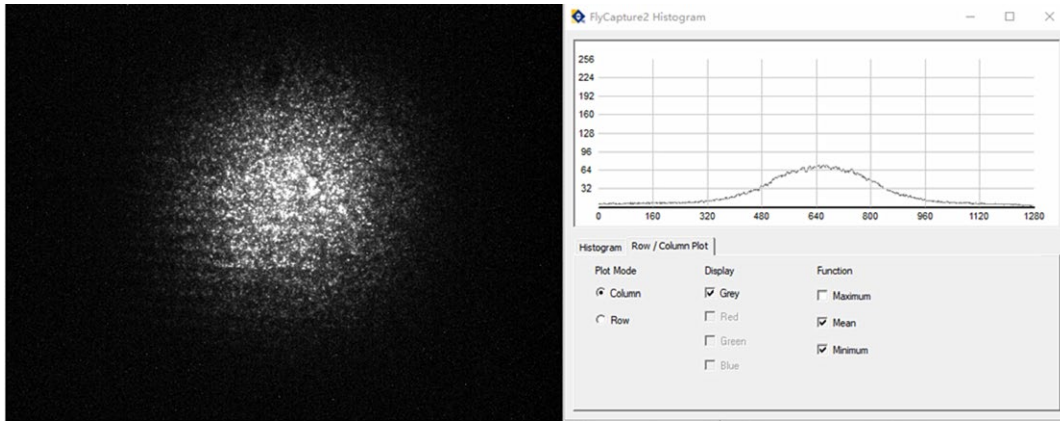 FlyCapture2 Histogram
256
224
192
160
128
96
64
32
0 160 320 480 640 800 960 1120 1280
Histogram Row / Column Plot
Plot Mode Display Function
Column Grey Maximum
Row Red Mean
Green Minimum
Blue